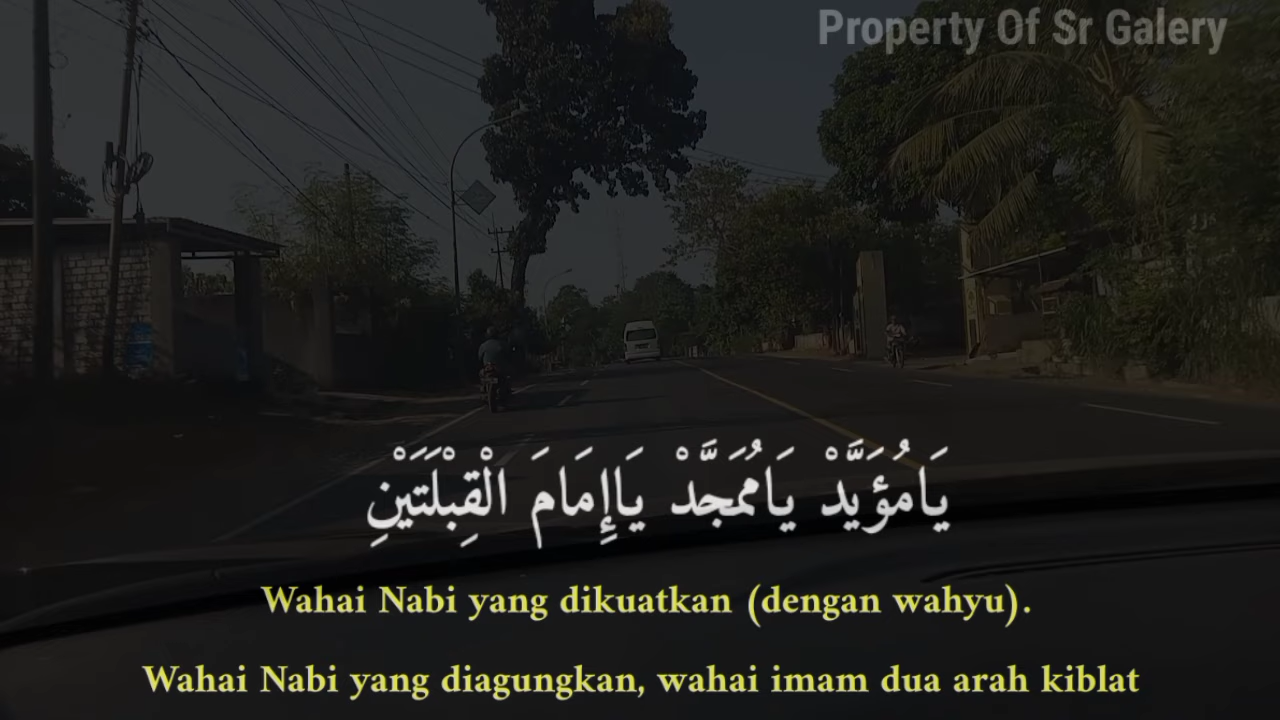 Property Of Sr Galery
يَامُؤَيَّدْ يَامُمَجَّدْ يَاإِمَامَ الْقِبْلَتَيْنِ
Wahai Nabi yang dikuatkan (dengan wahyu).
Wahai Nabi yang diagungkan, wahai imam dua arah kiblat